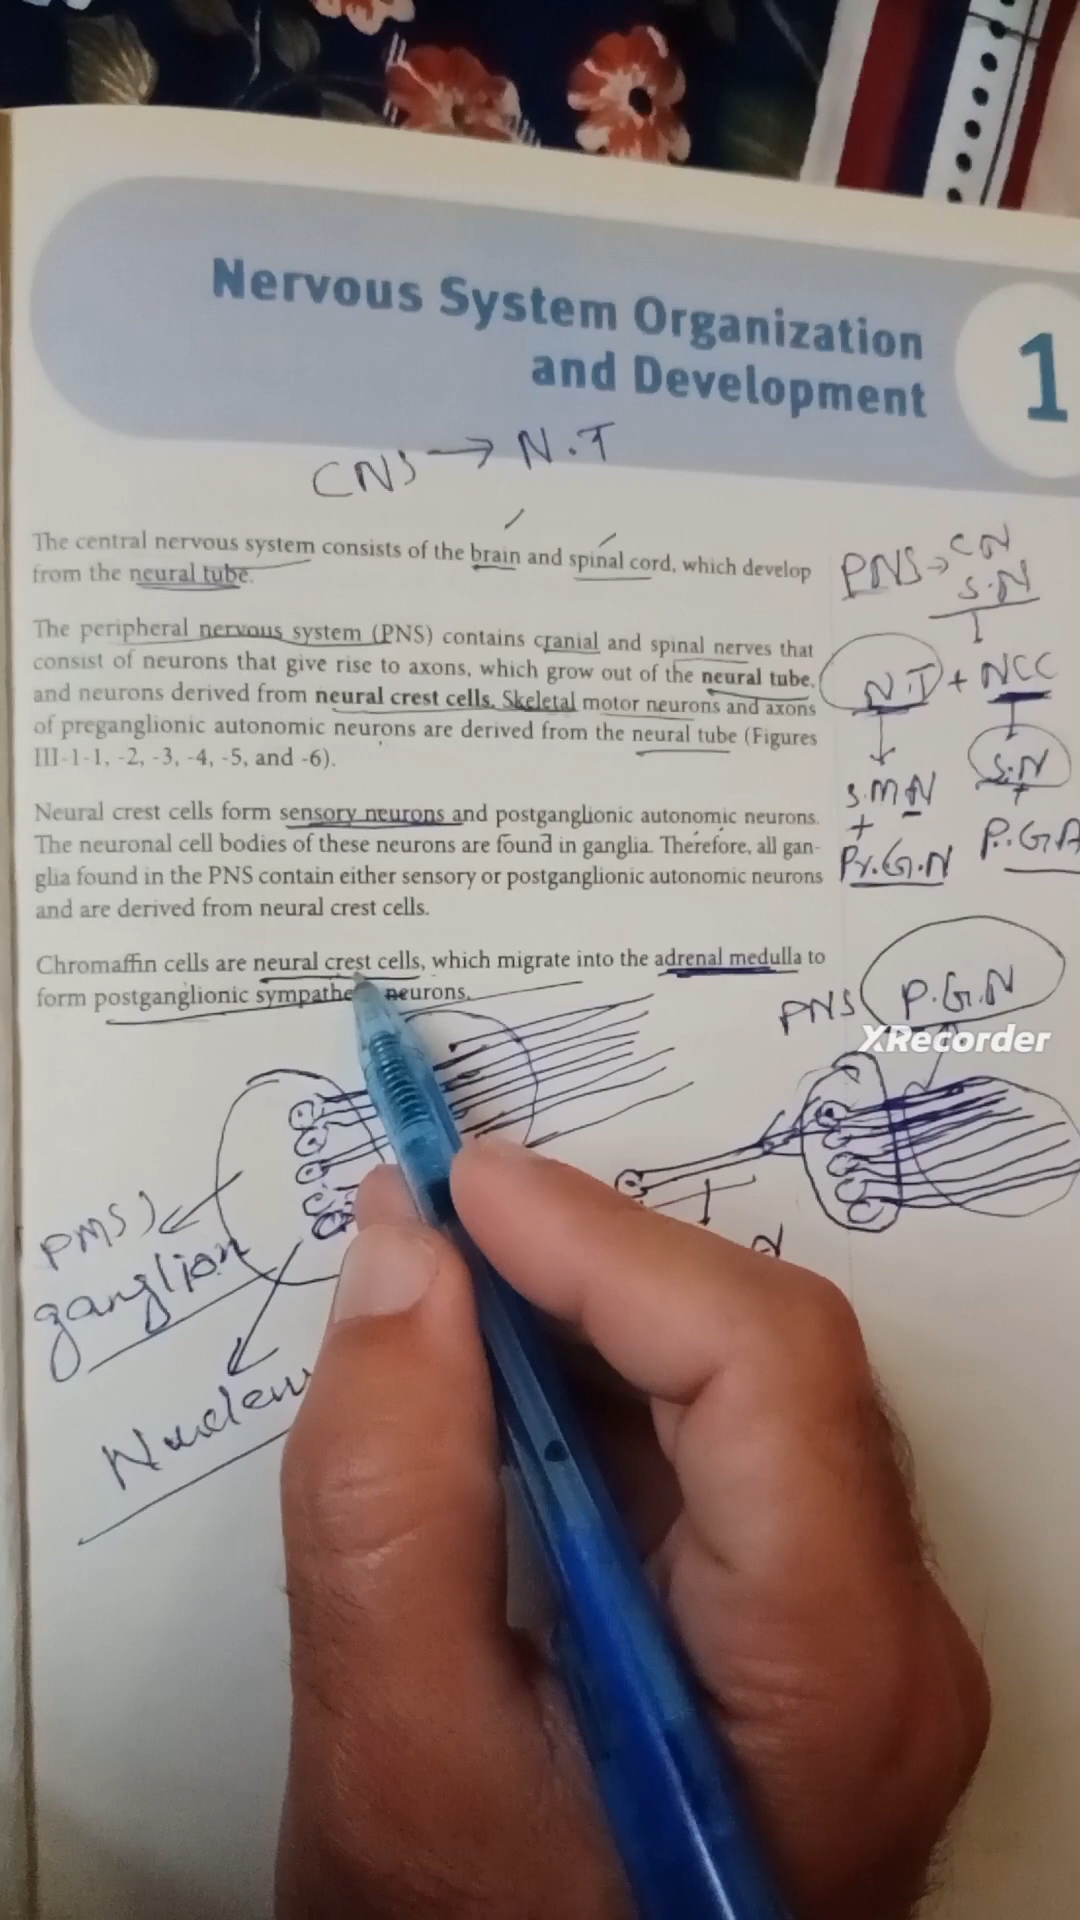 Nervous System Organization
and Development
1
CNS → N.T
The central nervous system consists of the brain and spinal cord, which develop
from the neural tube.
The peripheral nervous system (PNS) contains cranial and spinal nerves that
consist of neurons that give rise to axons, which grow out of the neural tube,
and neurons derived from neural crest cells. Skeletal motor neurons and axons
of preganglionic autonomic neurons are derived from the neural tube (Figures
III-1-1, -2, -3, -4, -5, and -6).
Neural crest cells form sensory neurons and postganglionic autonomic neurons.
The neuronal cell bodies of these neurons are found in ganglia. Therefore, all gan-
glia found in the PNS contain either sensory or postganglionic autonomic neurons
and are derived from neural crest cells.
Chromaffin cells are neural crest cells, which migrate into the adrenal medulla to
form postganglionic neurons.
PNS → CN
S.N
N.T + NCC
S.M N
+
Pr.G.N
S.N
+
P.GA
PNS P.G.N
XRecorder
ganglion